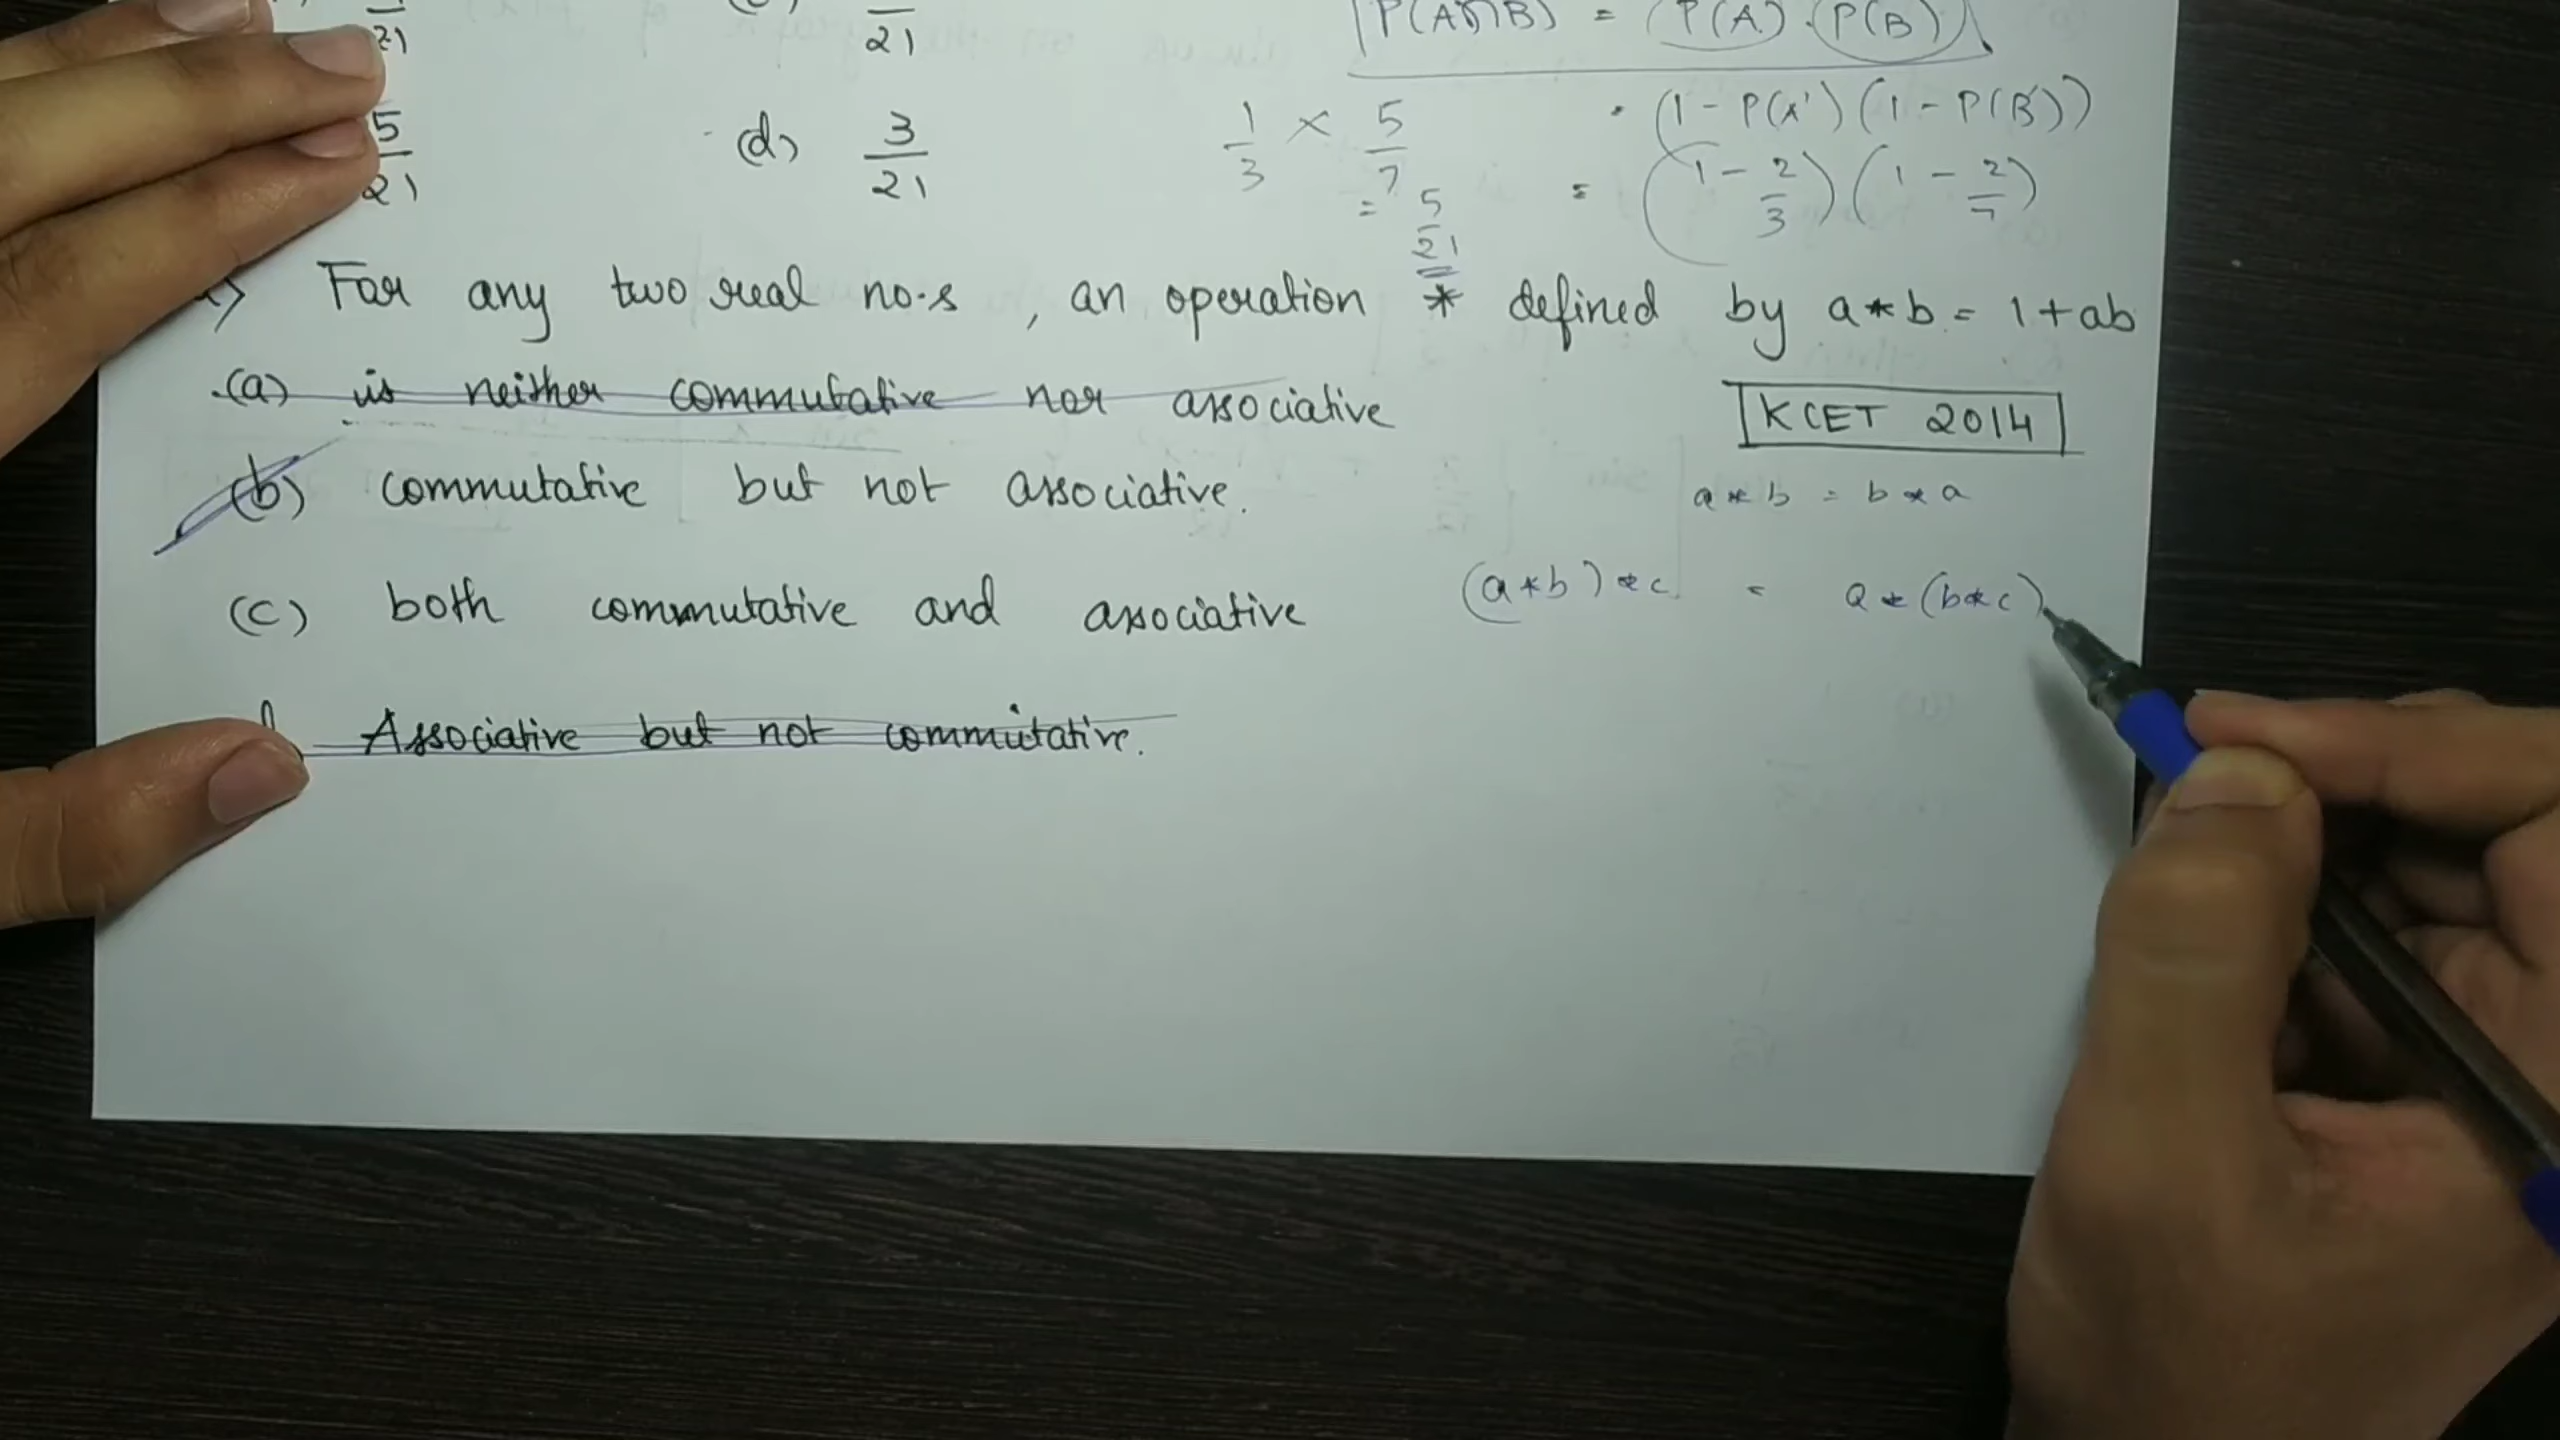 21 21 P(A∩B) = P(A) . P(B)
5/21 (d) 3/21 1/3 × 5/7 = 5/21 . (1 - P(A')) (1 - P(B'))
= (1 - 2/3) (1 - 2/7)
For any two real no.s , an operation * defined by a * b = 1+ab
(a) is neither commutative nor associative
KCET 2014
(b) commutative but not associative.
a * b = b * a
(c) both commutative and associative
(a * b) * c = a * (b * c)
Associative but not commutative.